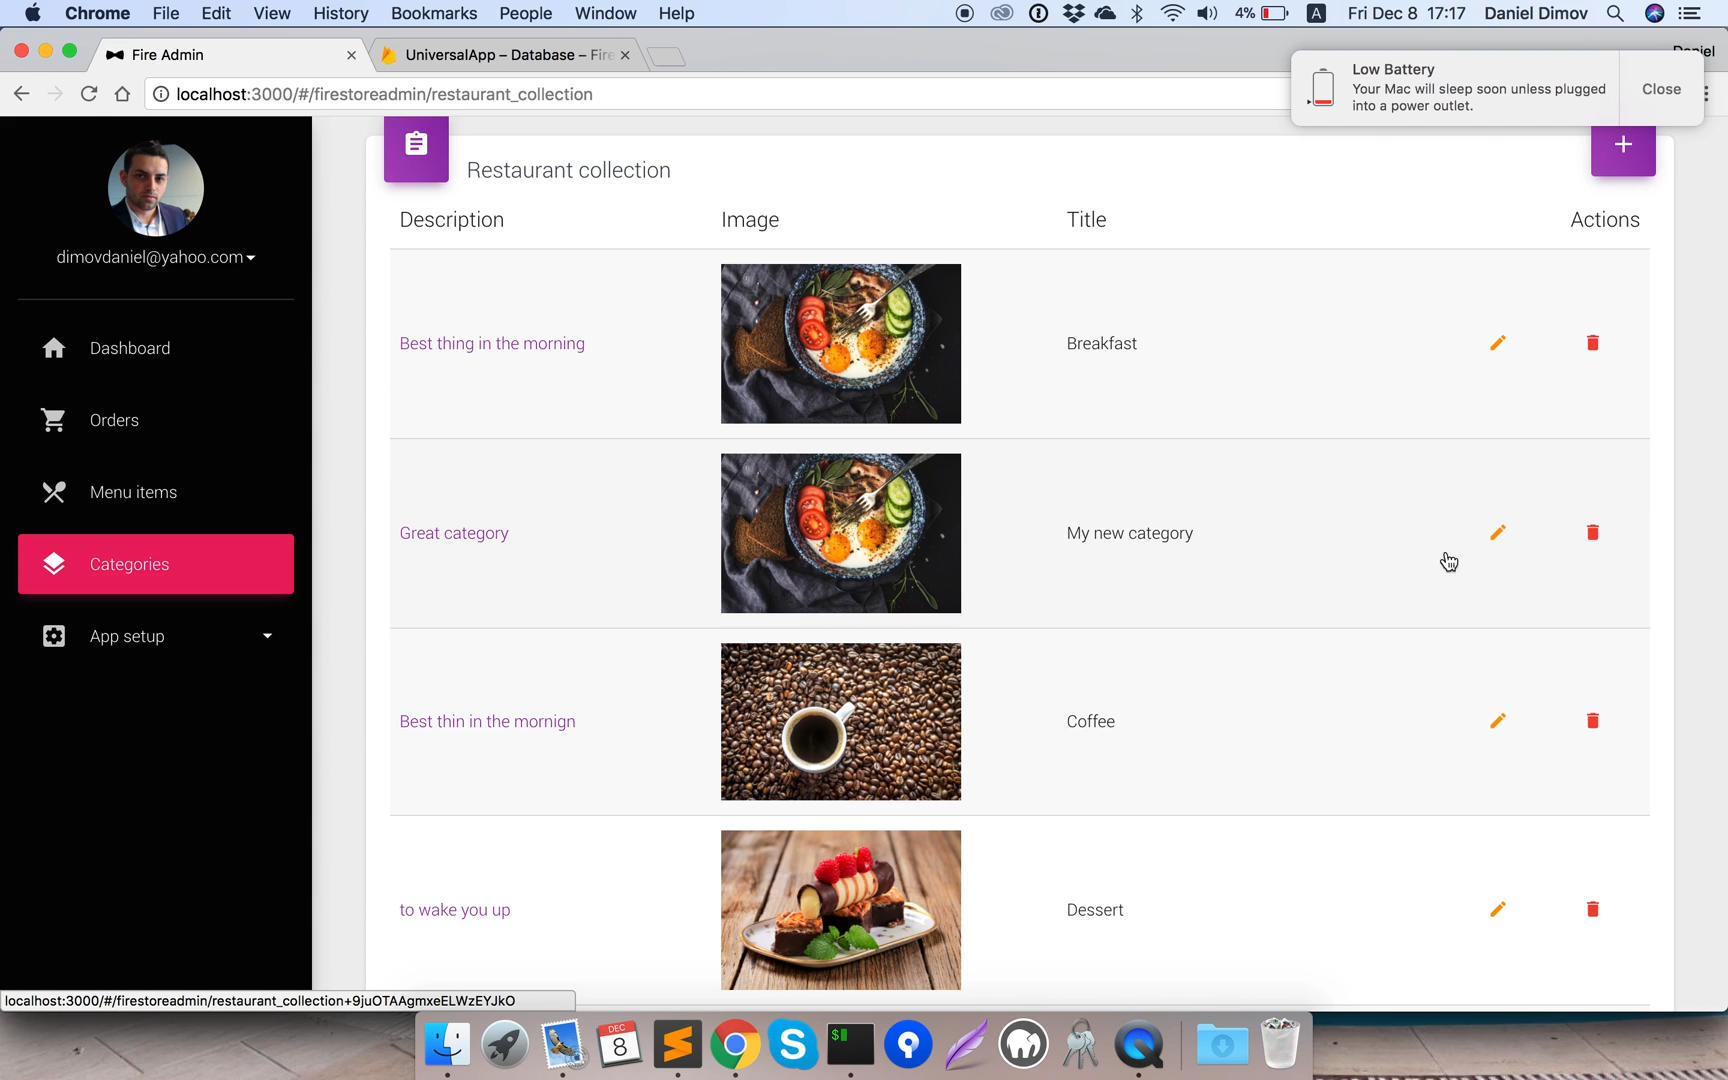 Chrome File Edit View History Bookmarks People Window Help 4% A Fri Dec 8 17:17 Daniel Dimov
Fire Admin
UniversalApp – Database – Fire
localhost:3000/#/firestoreadmin/restaurant_collection
Low Battery
Your Mac will sleep soon unless plugged
into a power outlet.
Close
dimovdaniel@yahoo.com
Dashboard
Orders
Menu items
Categories
App setup
Restaurant collection
Description Image Title Actions
Best thing in the morning Breakfast
Great category My new category
Best thin in the mornign Coffee
to wake you up Dessert
localhost:3000/#/firestoreadmin/restaurant_collection+9juOTAAgmxeELWzEYJkO
DEC
8
$